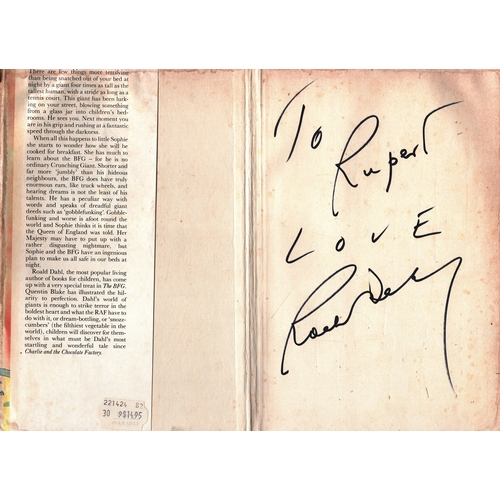 There are few things more terrifying
than being snatched out of your bed at
night by a giant four times as tall as the
tallest human, with a stride as long as a
tennis court. This giant has been lurk-
ing on your street, blowing something
from a glass jar into children's bed-
rooms. He sees you. Next moment you
are in his grip and rushing at a fantastic
speed through the darkness.
When all this happens to little Sophie
she starts to wonder how she will be
cooked for breakfast. She has much to
learn about the BFG – for he is no
ordinary Crunching Giant. Shorter and
far more 'jumbly' than his hideous
neighbours, the BFG does have truly
enormous ears, like truck wheels, and
hearing dreams is not the least of his
talents. He has a peculiar way with
words and speaks of dreadful giant
deeds such as 'gobblefunking'. Gobble-
funking and worse is afoot round the
world and Sophie thinks it is time that
the Queen of England was told. Her
Majesty may have to put up with a
rather disgusting nightmare, but
Sophie and the BFG have an ingenious
plan to make us all safe in our beds at
night.
Roald Dahl, the most popular living
author of books for children, has come
up with a very special treat in The BFG.
Quentin Blake has illustrated the hil-
arity to perfection. Dahl's world of
giants is enough to strike terror in the
boldest heart and what the RAF have to
do with it, or dream-bottling, or 'snoz-
cumbers' (the filthiest vegetable in the
world), children will discover for them-
selves in what must be Dahl's most
startling and wonderful tale since
Charlie and the Chocolate Factory.
221424 87
30
To
Rupert
LOVE
Roald Dahl